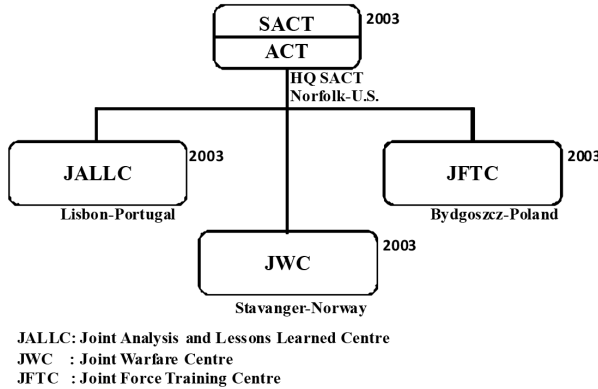 SACT
2003
ACT
HQ SACT
Norfolk-U.S.
JALLC
2003
JFTC
2003
Lisbon-Portugal
Bydgoszcz-Poland
JWC
2003
Stavanger-Norway
JALLC: Joint Analysis and Lessons Learned Centre
JWC : Joint Warfare Centre
JFTC : Joint Force Training Centre